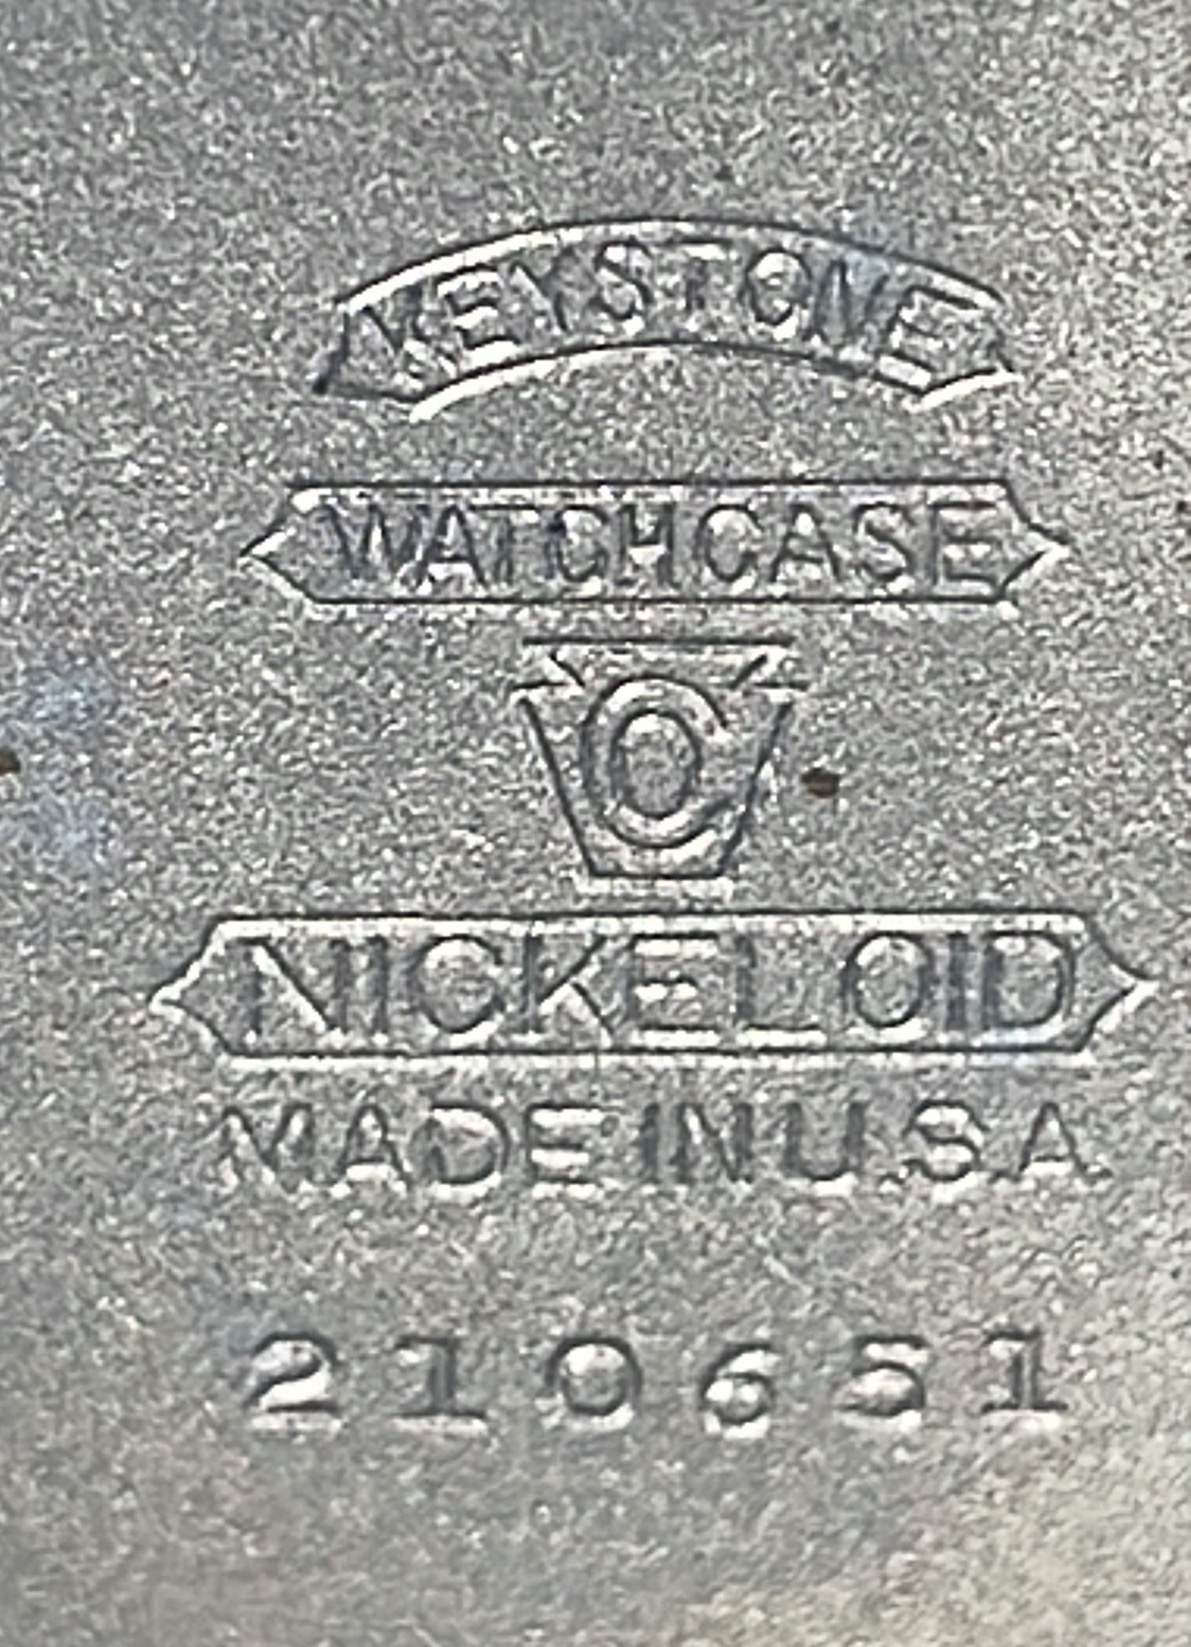 KEYSTONE
WATCHCASE
C
NICKELOID
MADE IN U.S.A.
210651